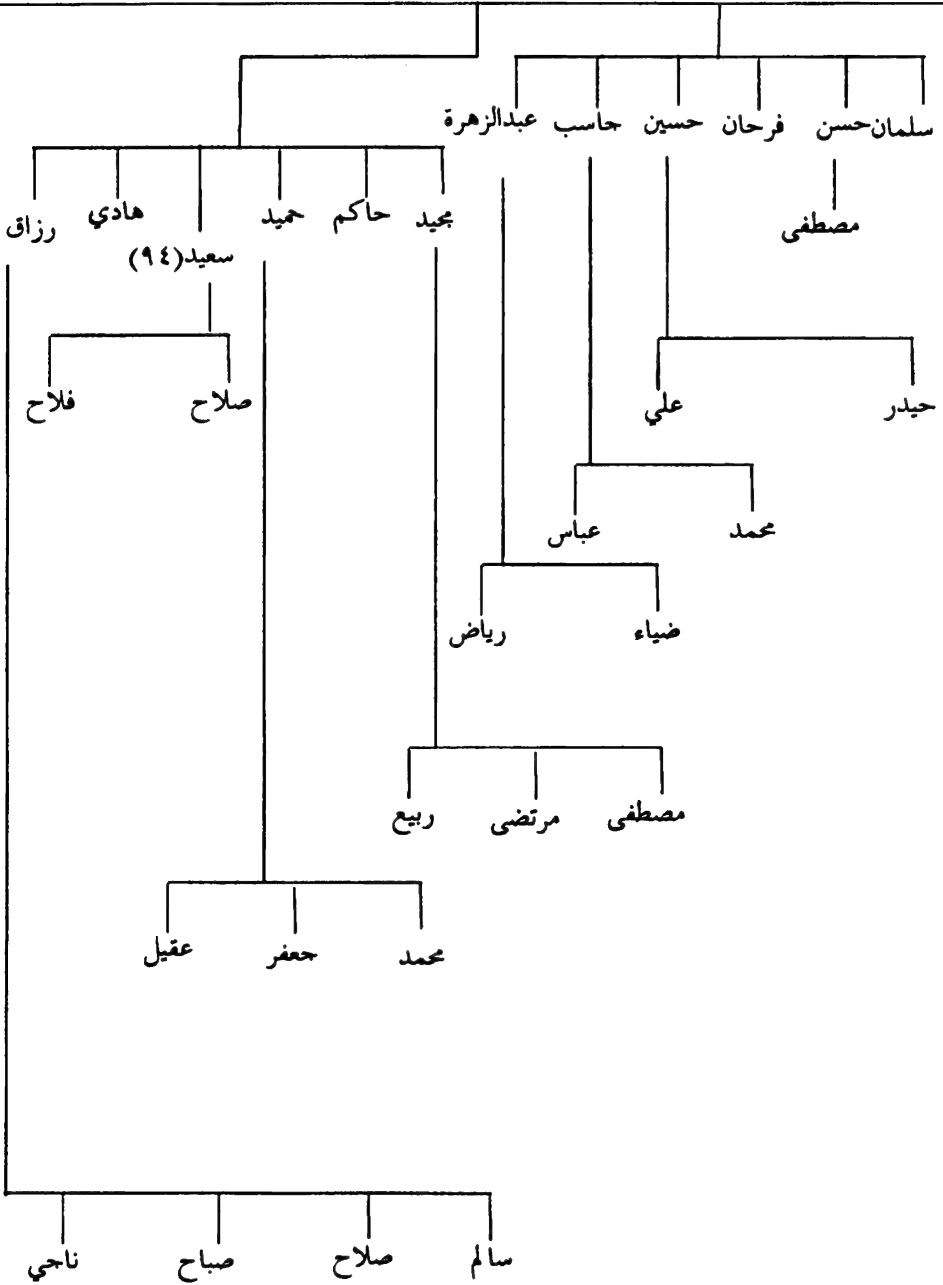 سلمان حسن فرحان حسين حاسب عبدالزهرة
مجيد حاكم حميد سعيد(٩٤) هادي رزاق
مصطفى
حيدر علي
صلاح فلاح
محمد عباس
ضياء رياض
مصطفى مرتضى ربيع
محمد جعفر عقيل
سالم صلاح صباح ناجي